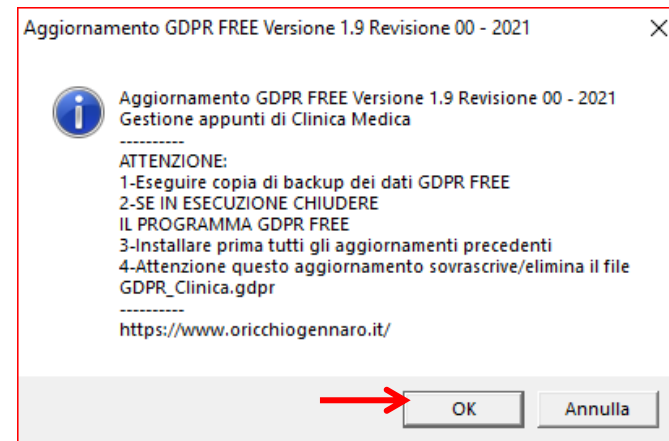 Aggiornamento GDPR FREE Versione 1.9 Revisione 00 - 2021
Aggiornamento GDPR FREE Versione 1.9 Revisione 00 - 2021
Gestione appunti di Clinica Medica
----------
ATTENZIONE:
1-Eseguire copia di backup dei dati GDPR FREE
2-SE IN ESECUZIONE CHIUDERE
IL PROGRAMMA GDPR FREE
3-Installare prima tutti gli aggiornamenti precedenti
4-Attenzione questo aggiornamento sovrascrive/elimina il file
GDPR_Clinica.gdpr
----------
https://www.oricchiogennaro.it/
OK
Annulla